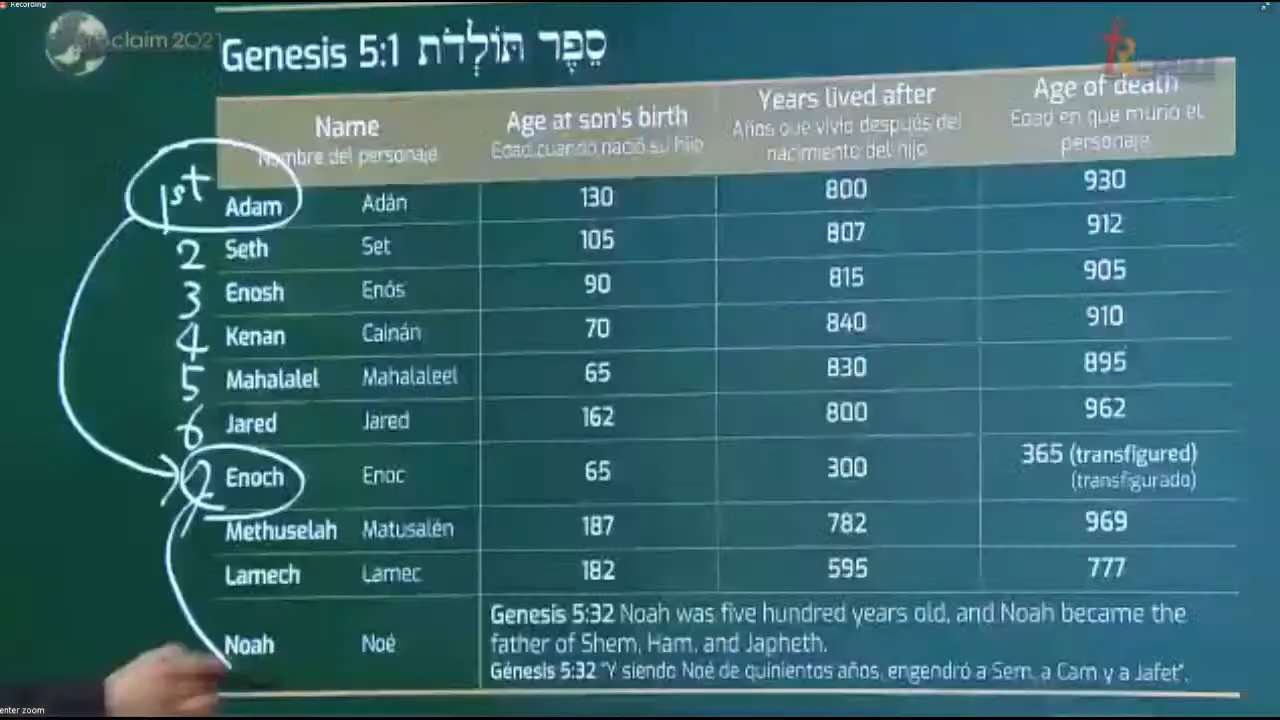 Recording
claim 2021
Genesis 5:1 סֵפֶר תּוֹלְדֹת
Name Age at son's birth Years lived after Age of death
Nombre del personaje Edad cuando nació su hijo Años que vivió después del nacimiento del hijo Edad en que murió el personaje
1st Adam Adán 130 800 930
2 Seth Set 105 807 912
3 Enosh Enós 90 815 905
4 Kenan Cainán 70 840 910
5 Mahalalel Mahalaleel 65 830 895
6 Jared Jared 162 800 962
7 Enoch Enoc 65 300 365 (transfigured)
(transfigurado)
Methuselah Matusalén 187 782 969
Lamech Lamec 182 595 777
Noah Noé
Genesis 5:32 Noah was five hundred years old, and Noah became the
father of Shem, Ham, and Japheth.
Génesis 5:32 "Y siendo Noé de quinientos años, engendró a Sem, a Cam y a Jafet".
enter zoom